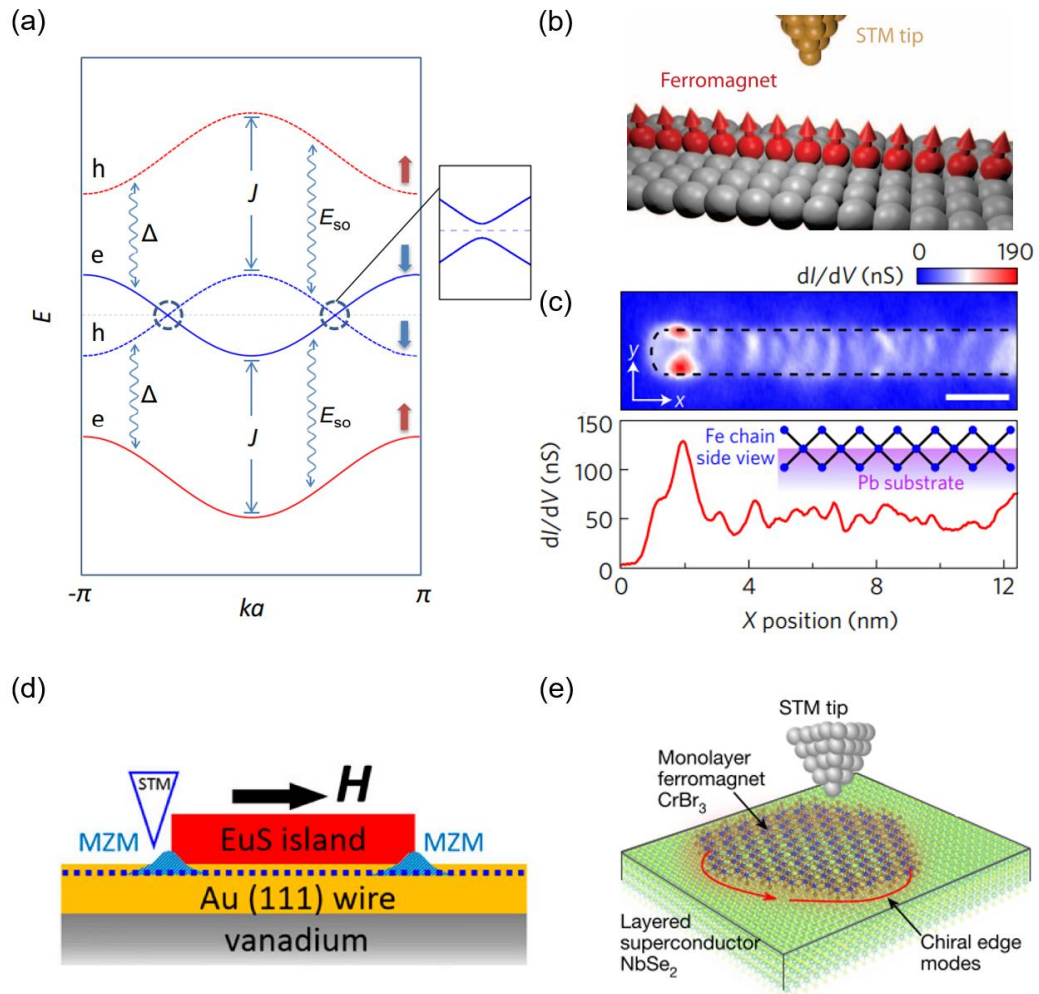 (a)
h
e
h
e
Δ
Δ
J
J
E_so
E_so
E
-π
ka
π
(b)
STM tip
Ferromagnet
0
190
dI/dV (nS)
(c)
y
x
150
100
50
0
dI/dV (nS)
Fe chain
side view
Pb substrate
0
4
8
12
X position (nm)
(d)
STM
H
MZM
EuS island
MZM
Au (111) wire
vanadium
(e)
STM tip
Monolayer
ferromagnet
CrBr₃
Layered
superconductor
NbSe₂
Chiral edge
modes